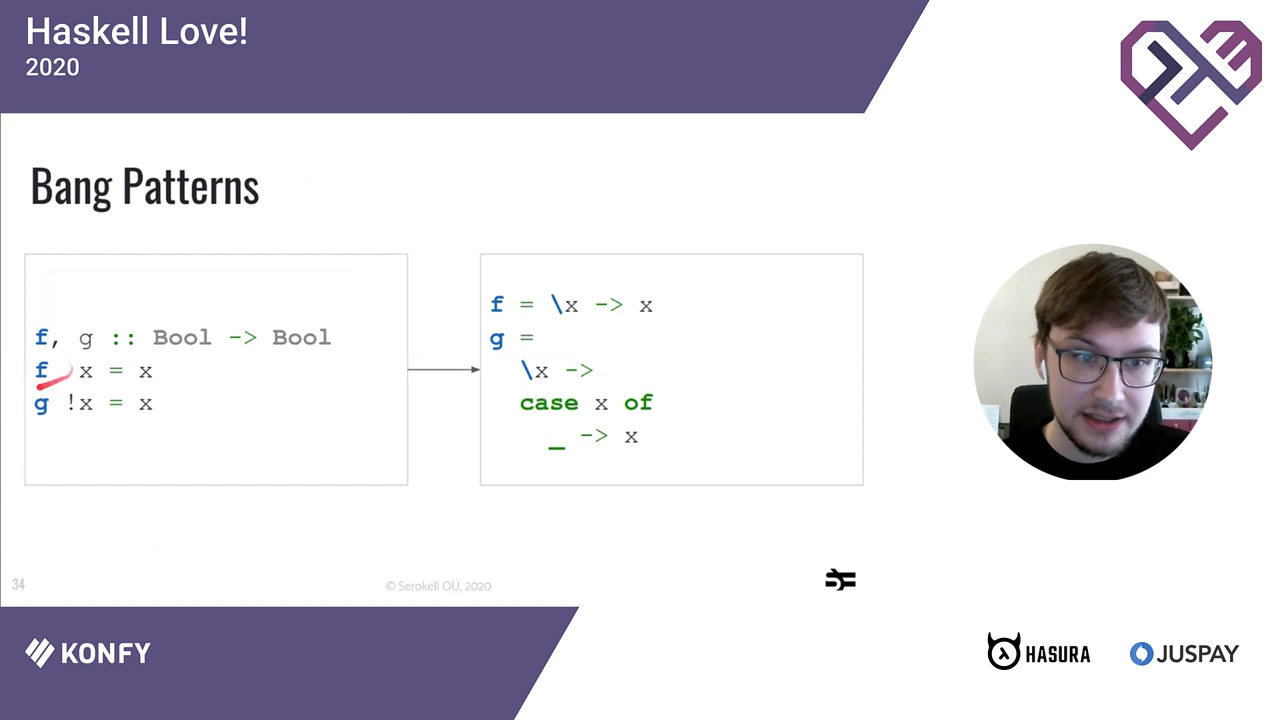 Haskell Love!
2020
Bang Patterns
f, g :: Bool -> Bool
f x = x
g !x = x
f = \x -> x
g =
\x ->
case x of
_ -> x
34
© Serokell OÜ, 2020
KONFY
HASURA
JUSPAY